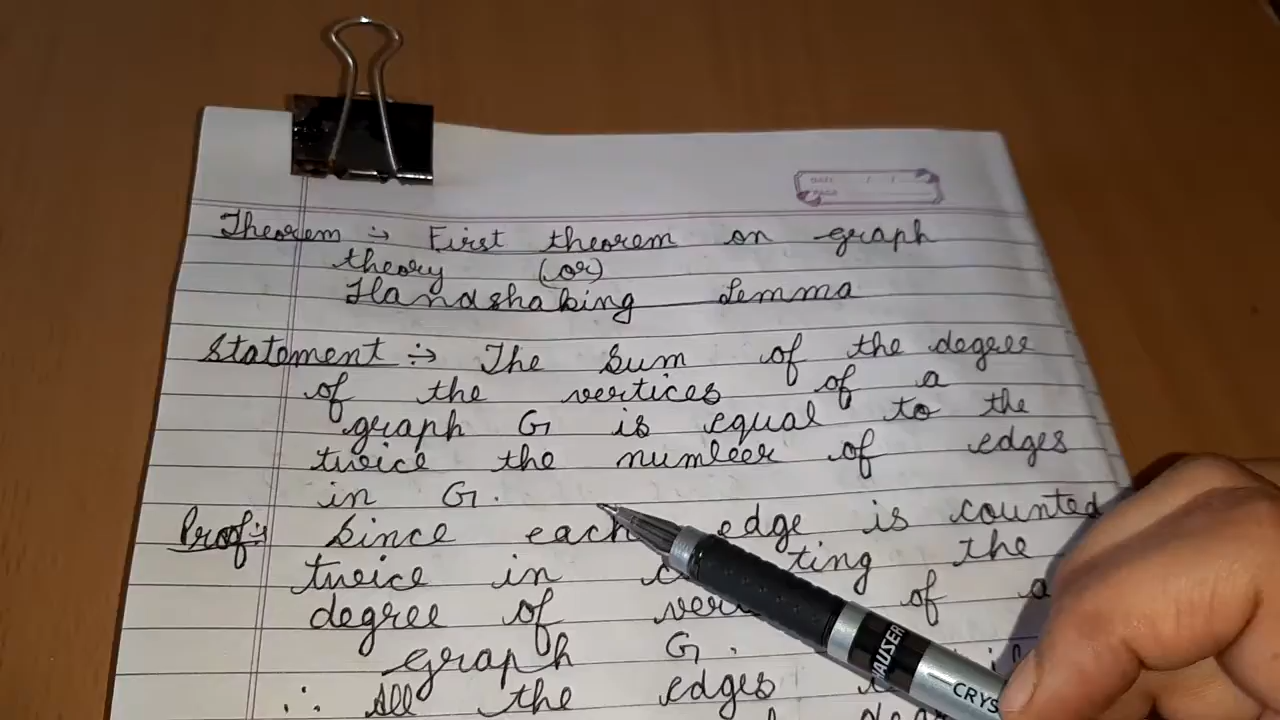 Theorem :- First theorem on graph
theory (or)
Handshaking Lemma
Statement :- The Sum of the degree
of the vertices of a
graph G is equal to the
twice the number of edges
in G.
Proof :- Since each edge is counted
twice in ting the
degree of of a
graph G.
∴ All the edges
HAUSER
CRYS